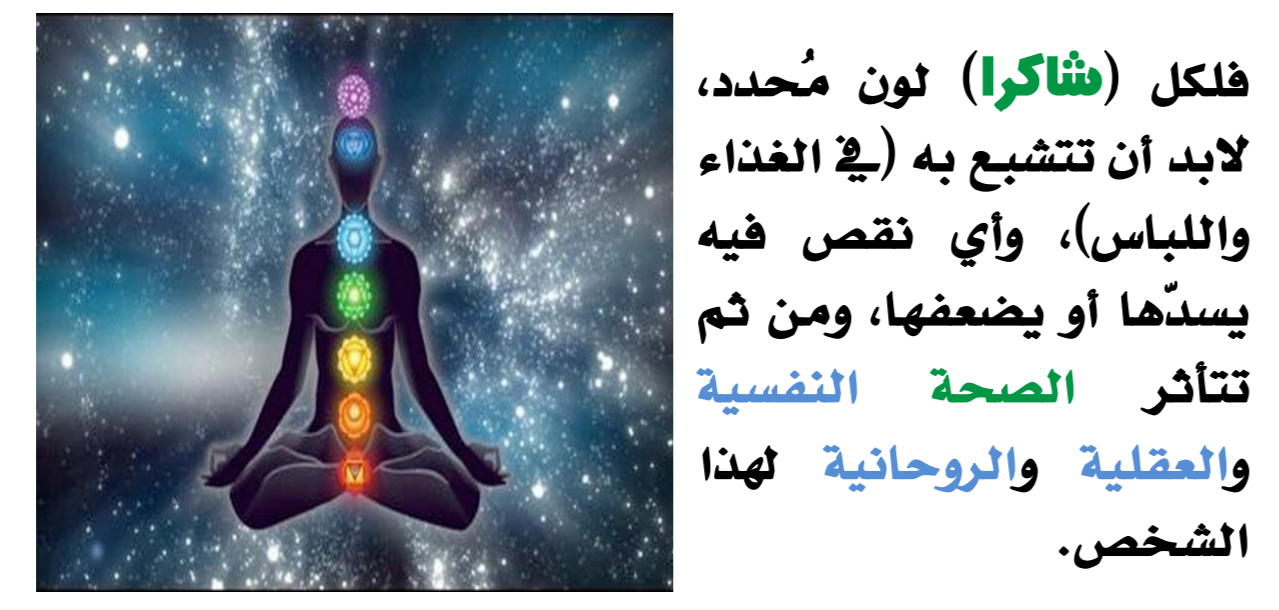 فلكل (شاكرا) لون مُحدد،
لابد أن تتشبع به (في الغذاء
واللباس)، وأي نقص فيه
يسدّها أو يضعفها، ومن ثم
تتأثر الصحة النفسية
والعقلية والروحانية لهذا
الشخص.